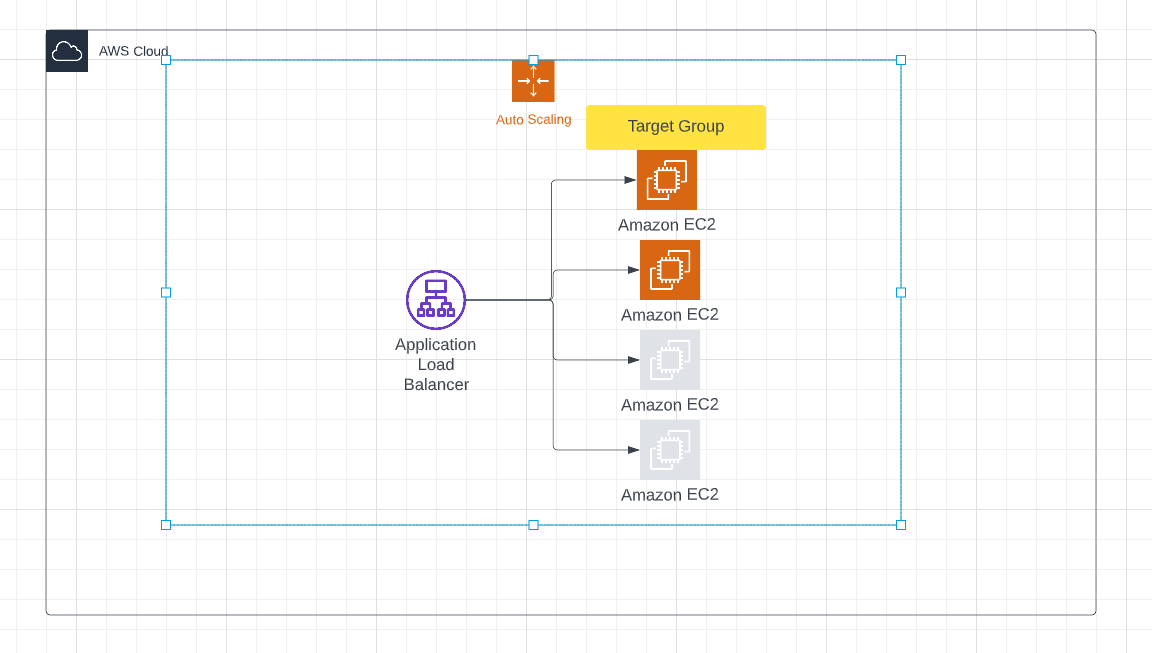 AWS Cloud
Auto Scaling
Target Group
Amazon EC2
Amazon EC2
Application
Load
Balancer
Amazon EC2
Amazon EC2